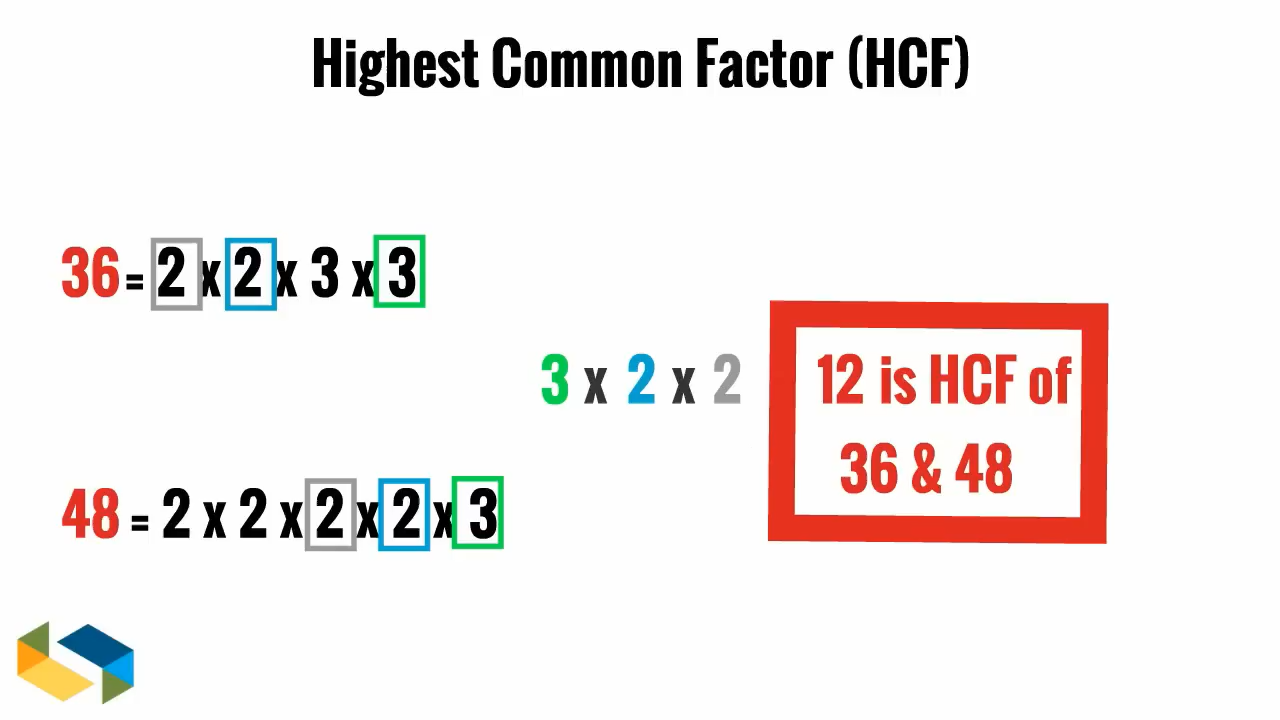 Highest Common Factor (HCF)
36 = 2 x 2 x 3 x 3
3 x 2 x 2
12 is HCF of
36 & 48
48 = 2 x 2 x 2 x 2 x 3